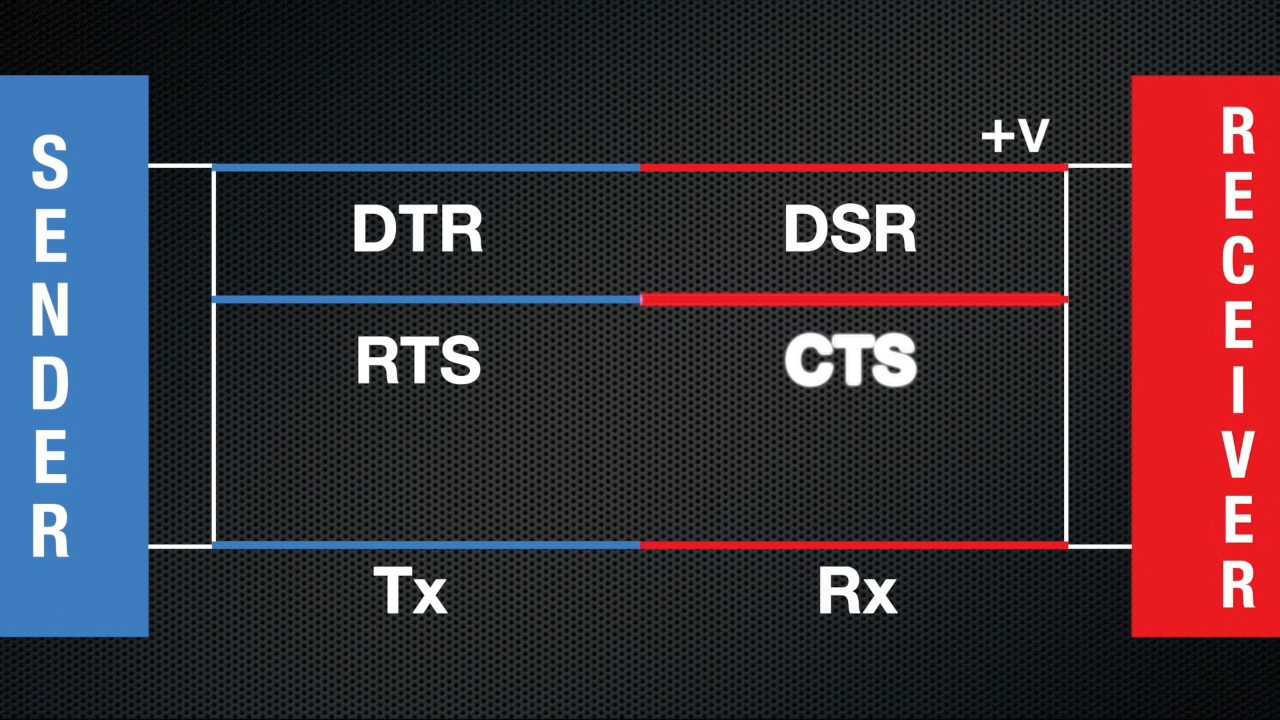 SENDER
+V
DTR DSR
RTS CTS
Tx Rx
RECEIVER